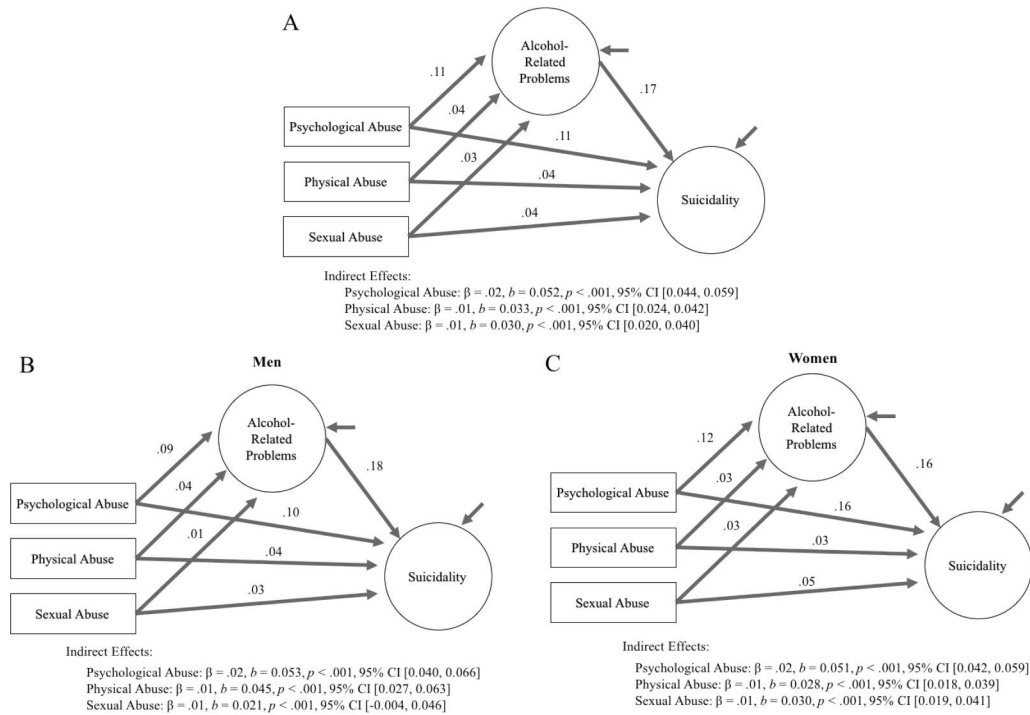 A
Alcohol-
Related
Problems
.11
.04
.03
.17
Psychological Abuse
.11
Physical Abuse
.04
Sexual Abuse
.04
Suicidality
Indirect Effects:
Psychological Abuse: β = .02, b = 0.052, p < .001, 95% CI [0.044, 0.059]
Physical Abuse: β = .01, b = 0.033, p < .001, 95% CI [0.024, 0.042]
Sexual Abuse: β = .01, b = 0.030, p < .001, 95% CI [0.020, 0.040]
B
Men
Alcohol-
Related
Problems
.09
.04
.01
.18
Psychological Abuse
.10
Physical Abuse
.04
Sexual Abuse
.03
Suicidality
Indirect Effects:
Psychological Abuse: β = .02, b = 0.053, p < .001, 95% CI [0.040, 0.066]
Physical Abuse: β = .01, b = 0.045, p < .001, 95% CI [0.027, 0.063]
Sexual Abuse: β = .01, b = 0.021, p < .001, 95% CI [-0.004, 0.046]
C
Women
Alcohol-
Related
Problems
.12
.03
.03
.16
Psychological Abuse
.16
Physical Abuse
.03
Sexual Abuse
.05
Suicidality
Indirect Effects:
Psychological Abuse: β = .02, b = 0.051, p < .001, 95% CI [0.042, 0.059]
Physical Abuse: β = .01, b = 0.028, p < .001, 95% CI [0.018, 0.039]
Sexual Abuse: β = .01, b = 0.030, p < .001, 95% CI [0.019, 0.041]